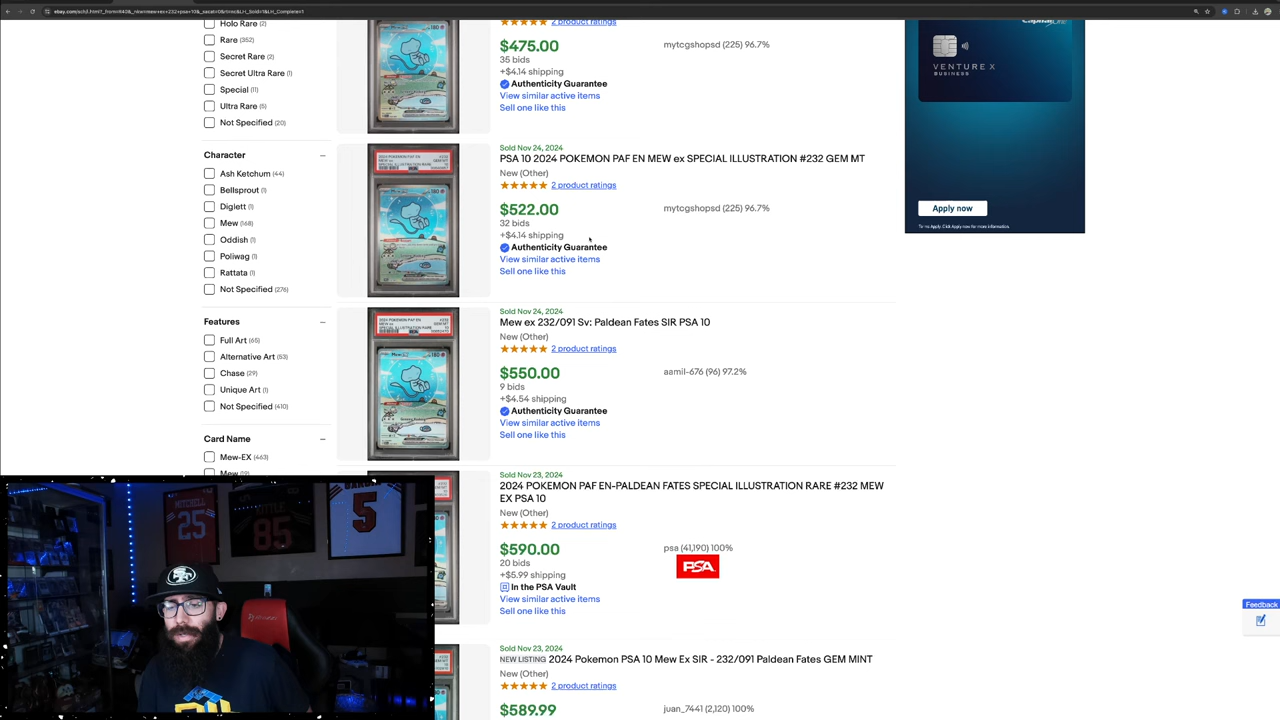 Holo Rare (2)
Rare (352)
Secret Rare (2)
Secret Ultra Rare (1)
Special (11)
Ultra Rare (5)
Not Specified (20)
Character
Ash Ketchum (44)
Bellsprout (1)
Diglett (1)
Mew (168)
Oddish (1)
Poliwag (1)
Rattata (1)
Not Specified (276)
Features
Full Art (65)
Alternative Art (53)
Chase (29)
Unique Art (1)
Not Specified (410)
Card Name
Mew-EX (463)
Mew (19)
2 product ratings
$475.00
mytcgshopsd (225) 96.7%
35 bids
+$4.14 shipping
Authenticity Guarantee
View similar active items
Sell one like this
Sold Nov 24, 2024
PSA 10 2024 POKEMON PAF EN MEW ex SPECIAL ILLUSTRATION #232 GEM MT
New (Other)
2 product ratings
$522.00
mytcgshopsd (225) 96.7%
32 bids
+$4.14 shipping
Authenticity Guarantee
View similar active items
Sell one like this
Sold Nov 24, 2024
Mew ex 232/091 Sv: Paldean Fates SIR PSA 10
New (Other)
2 product ratings
$550.00
aamil-676 (96) 97.2%
9 bids
+$4.54 shipping
Authenticity Guarantee
View similar active items
Sell one like this
Sold Nov 23, 2024
2024 POKEMON PAF EN-PALDEAN FATES SPECIAL ILLUSTRATION RARE #232 MEW
EX PSA 10
New (Other)
2 product ratings
$590.00
psa (41,190) 100%
PSA
20 bids
+$5.99 shipping
In the PSA Vault
View similar active items
Sell one like this
Sold Nov 23, 2024
NEW LISTING 2024 Pokemon PSA 10 Mew Ex SIR - 232/091 Paldean Fates GEM MINT
New (Other)
2 product ratings
$589.99
juan_7441 (2,120) 100%
VENTURE X
BUSINESS
Apply now
Feedback
MITCHELL
25
85
5